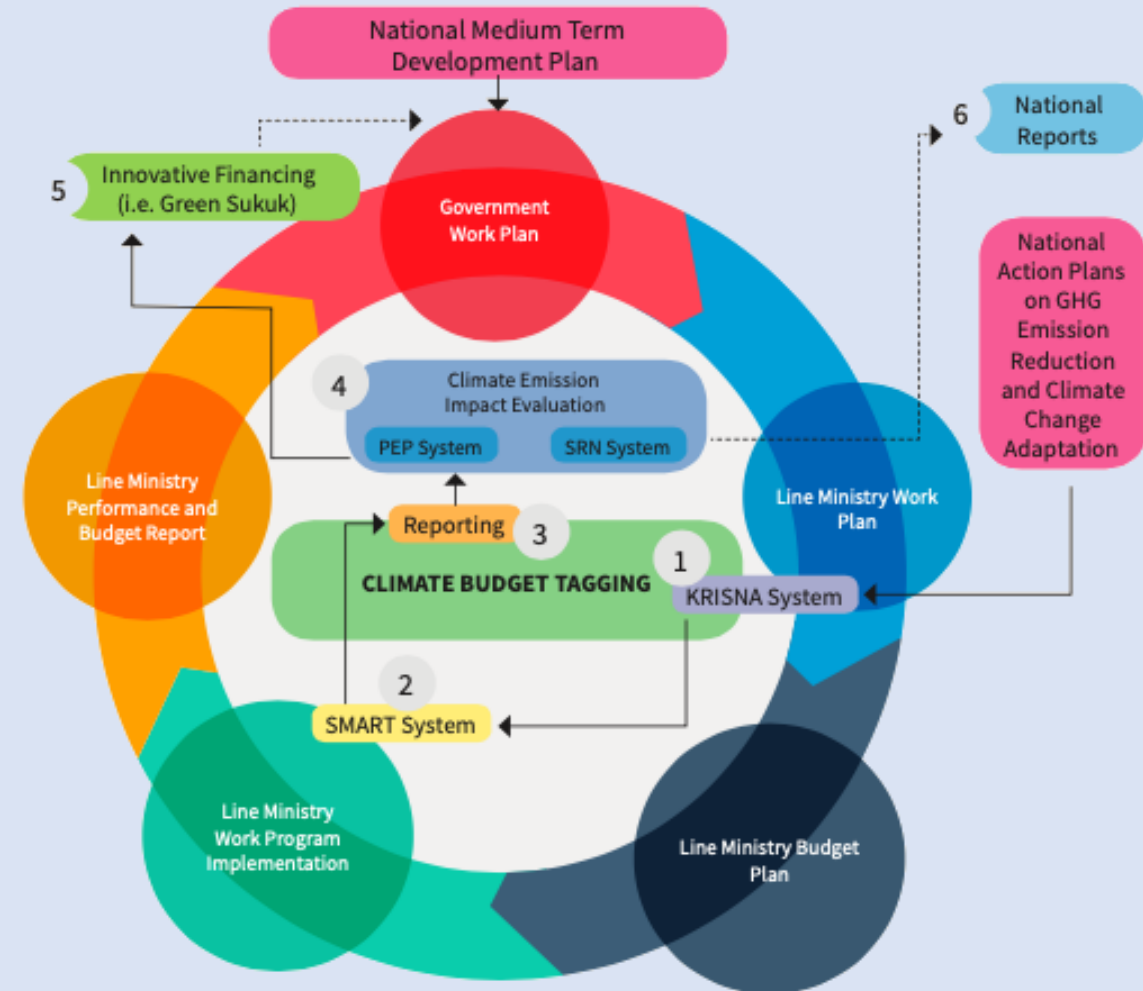 National Medium Term
Development Plan
6
National
Reports
5
Innovative Financing
(i.e. Green Sukuk)
Government
Work Plan
National
Action Plans
on GHG
Emission
Reduction
and Climate
Change
Adaptation
4
Climate Emission
Impact Evaluation
PEP System
SRN System
Line Ministry
Performance and
Budget Report
Line Ministry Work
Plan
Reporting
3
1
CLIMATE BUDGET TAGGING
KRISNA System
2
SMART System
Line Ministry
Work Program
Implementation
Line Ministry Budget
Plan